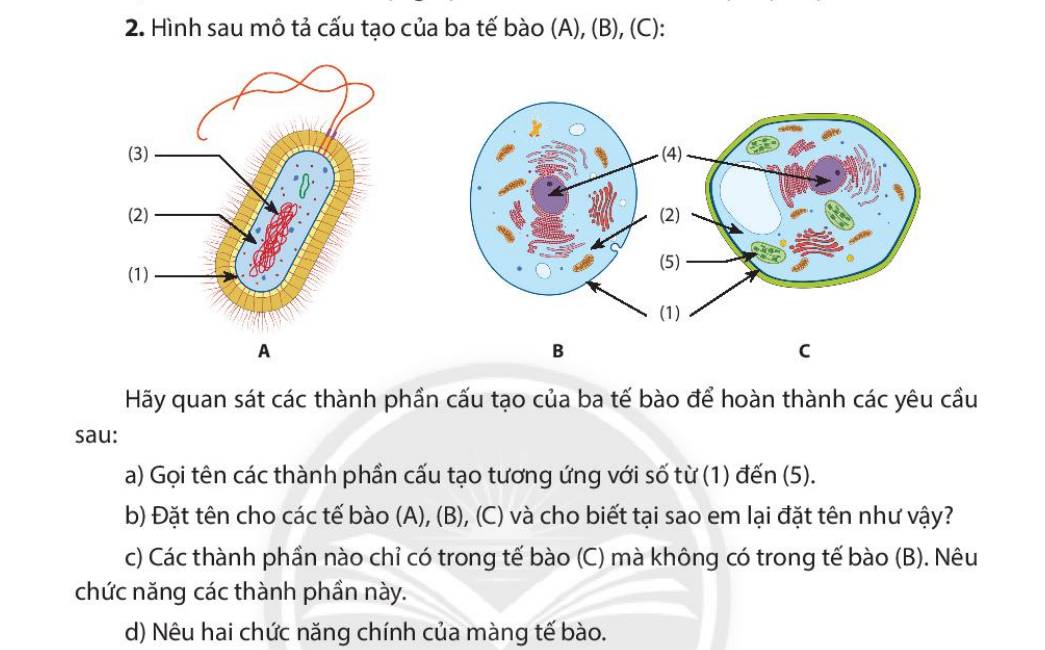 2. Hình sau mô tả cấu tạo của ba tế bào (A), (B), (C):
(3)
(2)
(1)
(4)
(2)
(5)
(1)
A
B
C
Hãy quan sát các thành phần cấu tạo của ba tế bào để hoàn thành các yêu cầu
sau:
a) Gọi tên các thành phần cấu tạo tương ứng với số từ (1) đến (5).
b) Đặt tên cho các tế bào (A), (B), (C) và cho biết tại sao em lại đặt tên như vậy?
c) Các thành phần nào chỉ có trong tế bào (C) mà không có trong tế bào (B). Nêu
chức năng các thành phần này.
d) Nêu hai chức năng chính của màng tế bào.